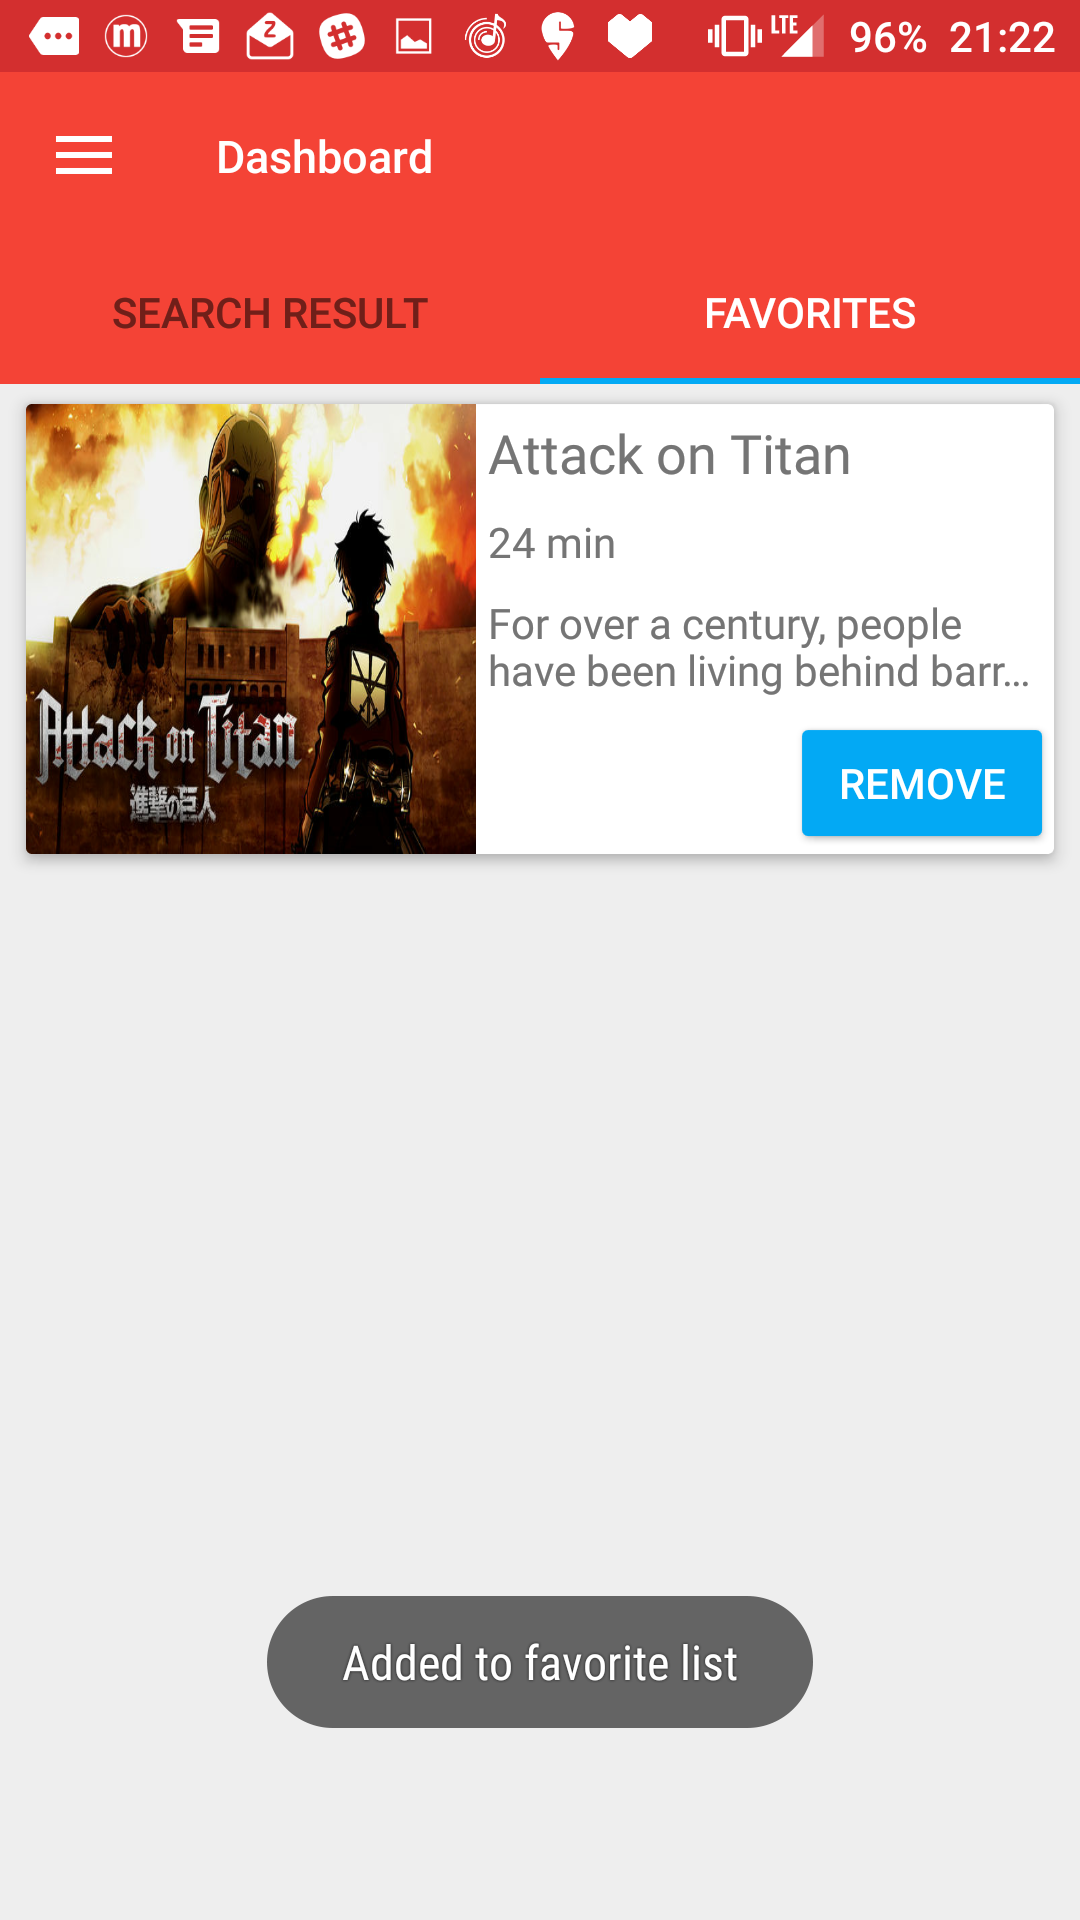 LTE 96% 21:22
Dashboard
SEARCH RESULT
FAVORITES
Attack on Titan
進撃の巨人
Attack on Titan
24 min
For over a century, people
have been living behind barr...
REMOVE
Added to favorite list